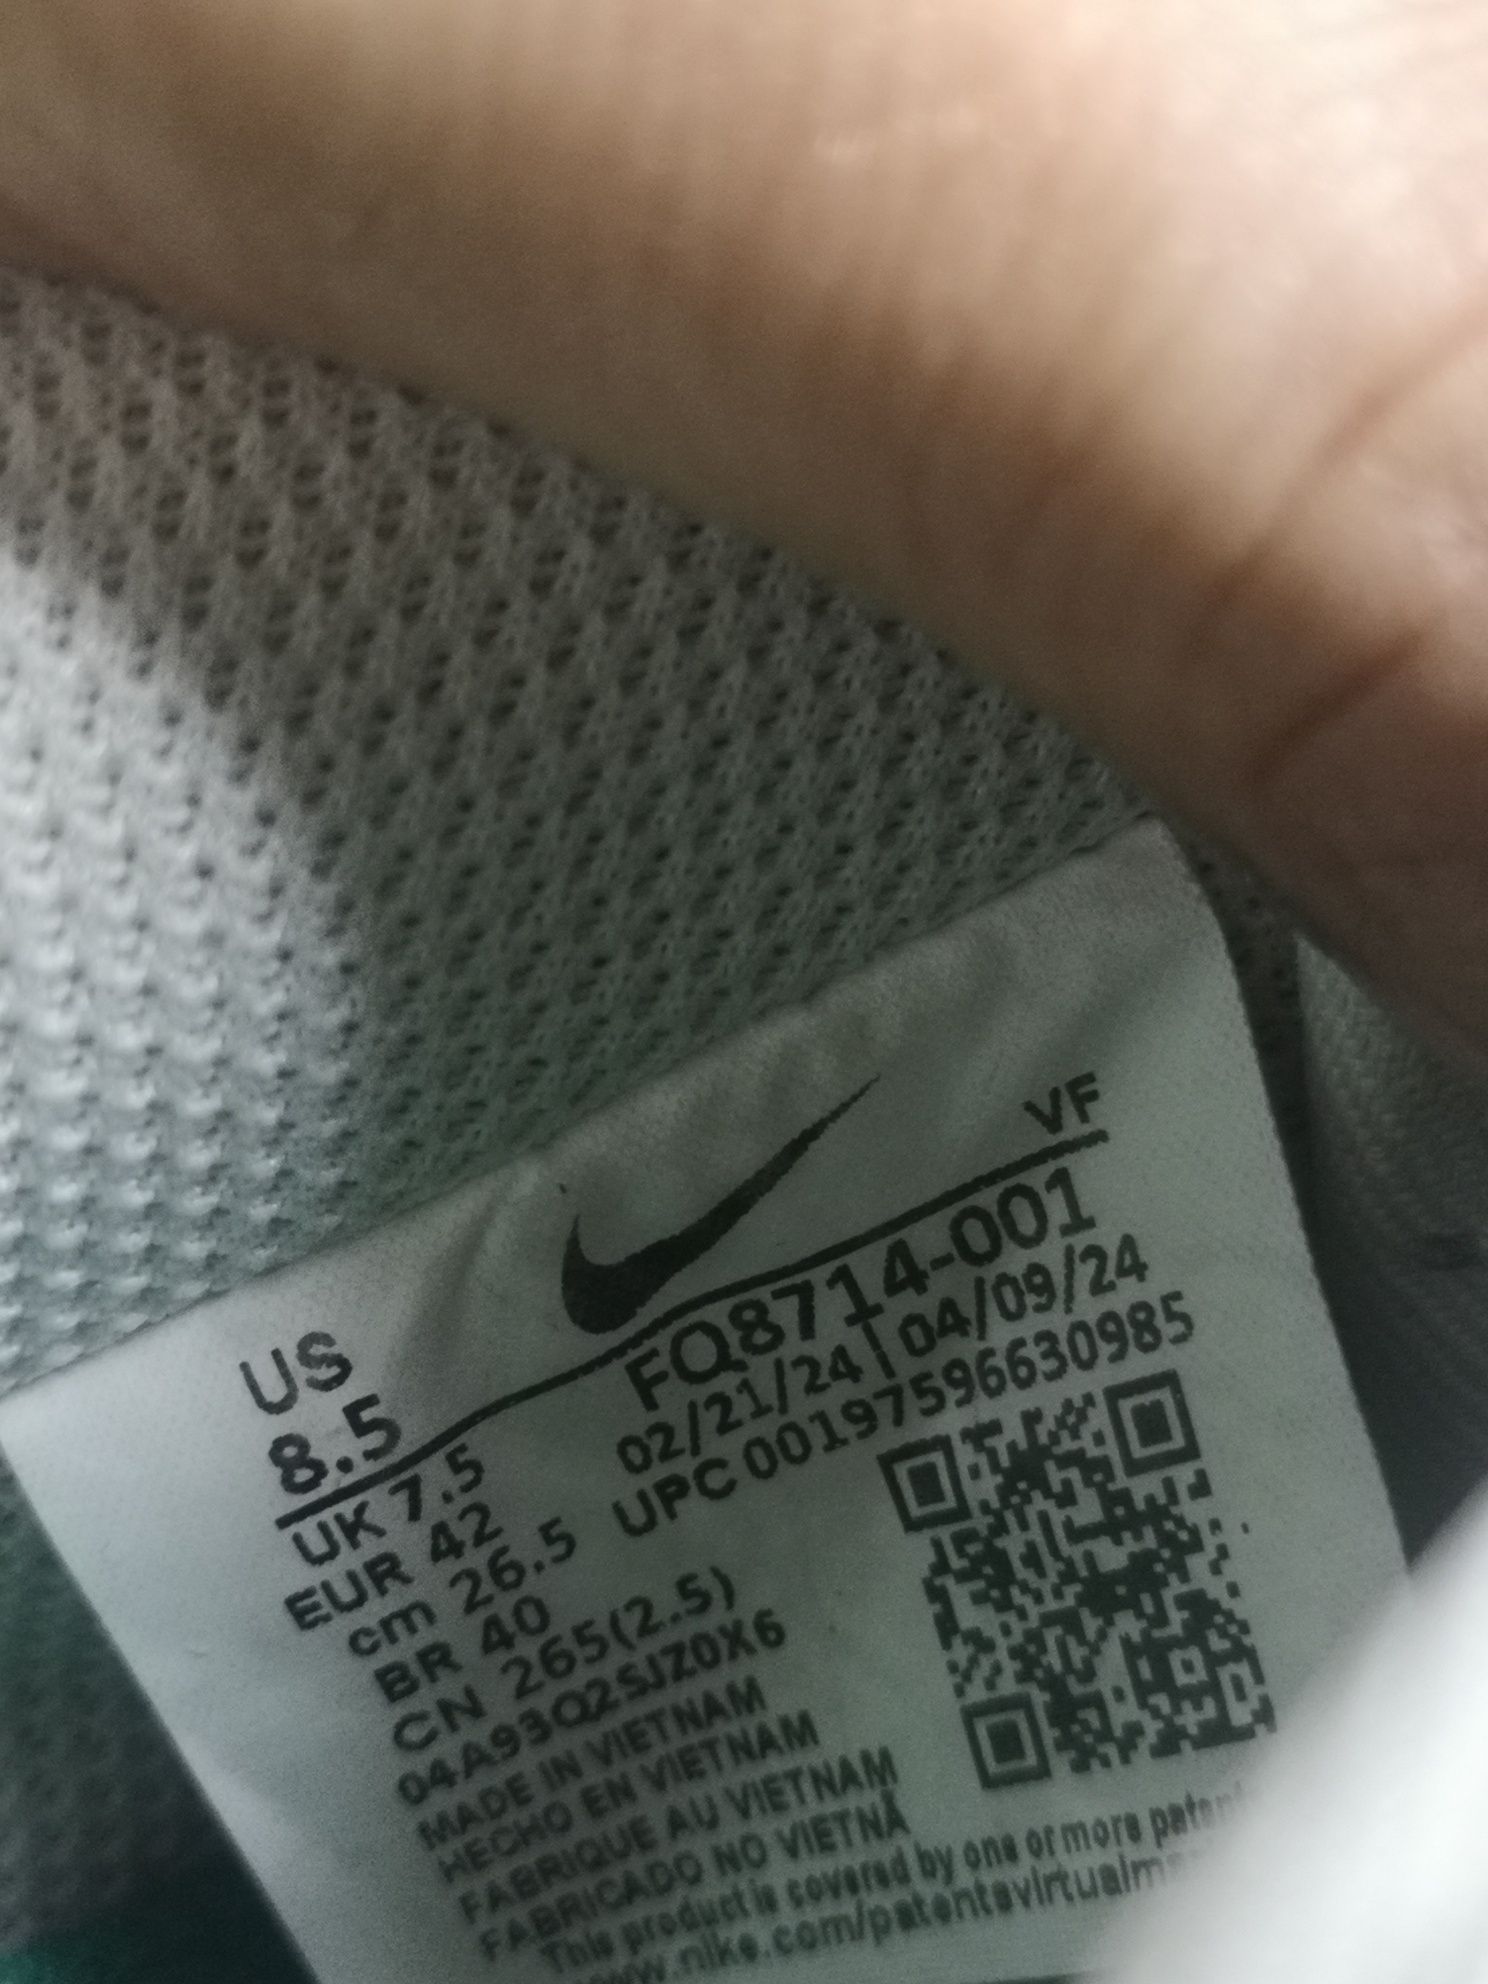 VF
US
8.5
FQ8714-001
02/21/24 | 04/09/24
UPC 00197596630985
UK 7.5
EUR 42
cm 26.5
BR 40
CN 265(2.5)
04A93Q2SJZ0X6
MADE IN VIETNAM
HECHO EN VIETNAM
FABRIQUE AU VIETNAM
FABRICADO NO VIETNÃ
This product is covered by one or more
www.nike.com/patents